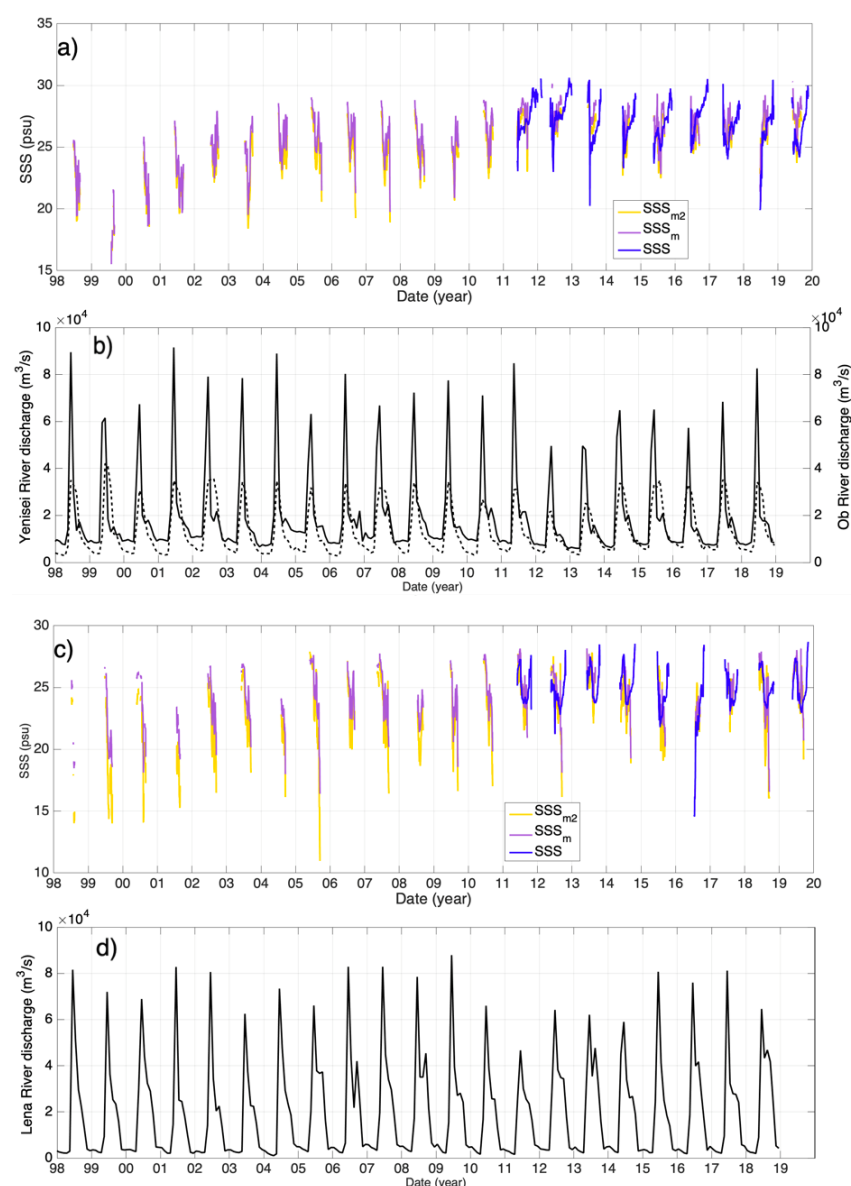 a)
SSS (psu)
35
30
25
20
15
SSSm2
SSSm
SSS
98 99 00 01 02 03 04 05 06 07 08 09 10 11 12 13 14 15 16 17 18 19 20
Date (year)
b)
×10⁴
×10⁴
Yenisei River discharge (m³/s)
10
8
6
4
2
0
10
8
6
4
2
0
Ob River discharge (m³/s)
98 99 00 01 02 03 04 05 06 07 08 09 10 11 12 13 14 15 16 17 18 19
Date (year)
c)
SSS (psu)
30
25
20
15
10
SSSm2
SSSm
SSS
98 99 00 01 02 03 04 05 06 07 08 09 10 11 12 13 14 15 16 17 18 19 20
Date (year)
d)
×10⁴
Lena River discharge (m³/s)
10
8
6
4
2
0
98 99 00 01 02 03 04 05 06 07 08 09 10 11 12 13 14 15 16 17 18 19
Date (year)